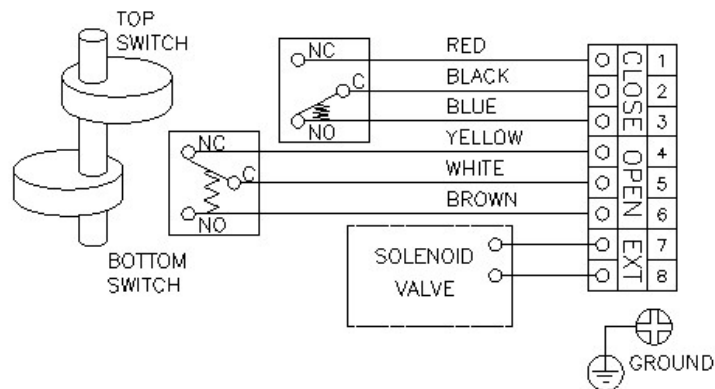 TOP
SWITCH
BOTTOM
SWITCH
NC
C
NO
NC
C
NO
RED
BLACK
BLUE
YELLOW
WHITE
BROWN
SOLENOID
VALVE
CLOSE
OPEN
EXT
1
2
3
4
5
6
7
8
GROUND